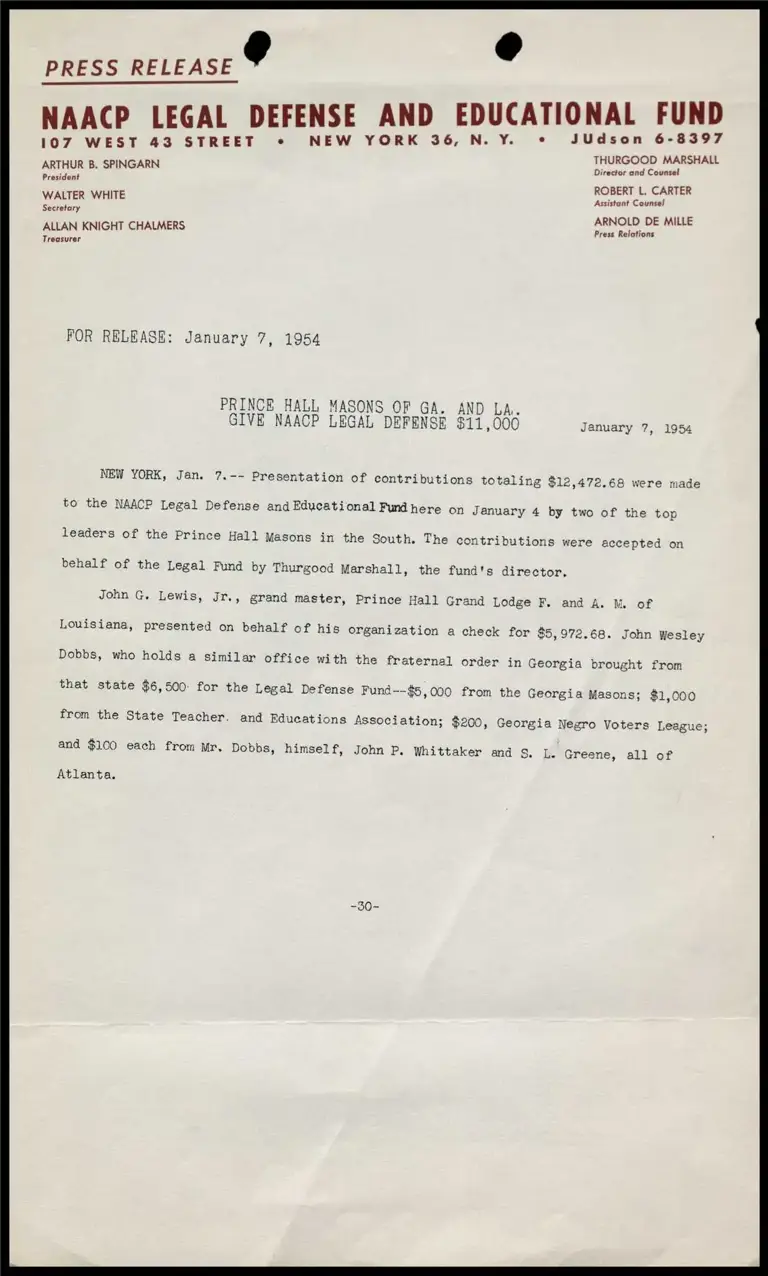 PRESS RELEASE
NAACP LEGAL DEFENSE AND EDUCATIONAL FUND
107 WEST 43 STREET • NEW YORK 36, N. Y. • JUdson 6-8397
ARTHUR B. SPINGARN
President
WALTER WHITE
Secretary
ALLAN KNIGHT CHALMERS
Treasurer
THURGOOD MARSHALL
Director and Counsel
ROBERT L. CARTER
Assistant Counsel
ARNOLD DE MILLE
Press Relations
FOR RELEASE: January 7, 1954
PRINCE HALL MASONS OF GA. AND LA.
GIVE NAACP LEGAL DEFENSE $11,000
January 7, 1954
NEW YORK, Jan. 7.-- Presentation of contributions totaling $12,472.68 were made
to the NAACP Legal Defense and Educational Fund here on January 4 by two of the top
leaders of the Prince Hall Masons in the South. The contributions were accepted on
behalf of the Legal Fund by Thurgood Marshall, the fund's director.
John G. Lewis, Jr., grand master, Prince Hall Grand Lodge F. and A. M. of
Louisiana, presented on behalf of his organization a check for $5,972.68. John Wesley
Dobbs, who holds a similar office with the fraternal order in Georgia brought from
that state $6,500 for the Legal Defense Fund--$5,000 from the Georgia Masons; $1,000
from the State Teacher. and Educations Association; $200, Georgia Negro Voters League;
and $100 each from Mr. Dobbs, himself, John P. Whittaker and S. L. Greene, all of
Atlanta.
-30-